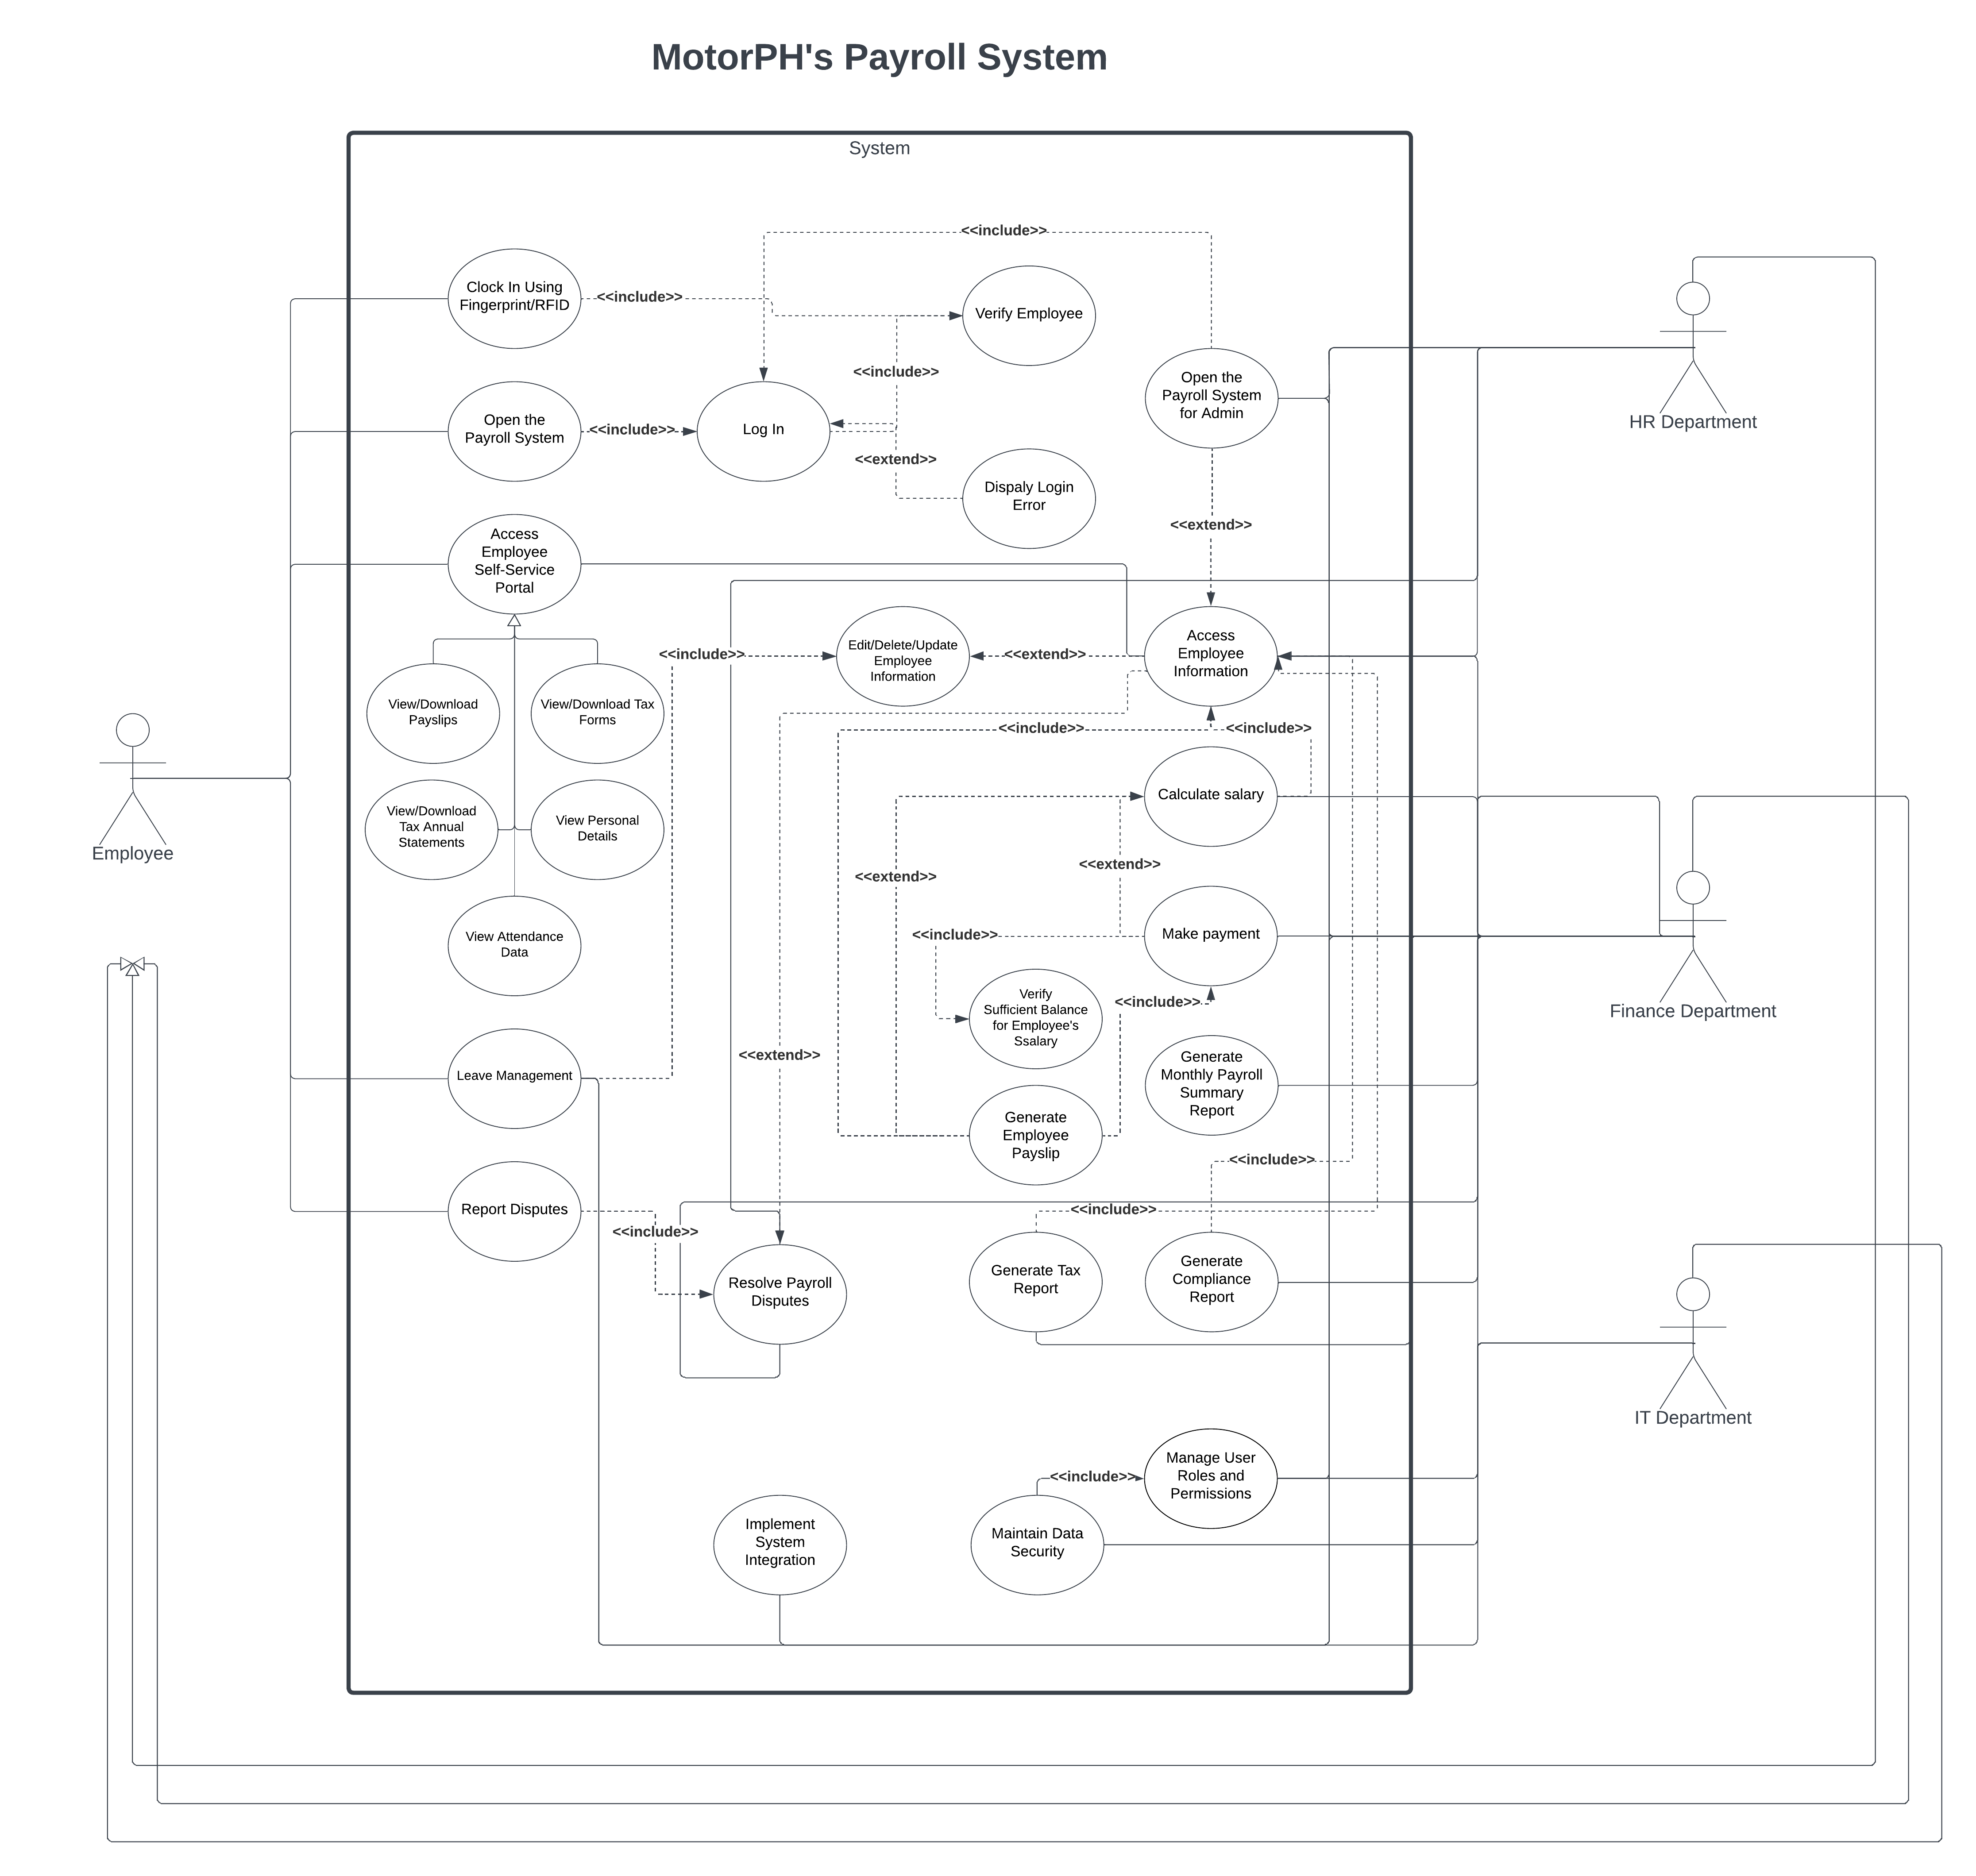 MotorPH's Payroll System
System
<<include>>
Clock In Using
Fingerprint/RFID
<<include>>
Verify Employee
<<include>>
Open the
Payroll System
for Admin
HR Department
Open the
Payroll System
<<include>>
Log In
<<extend>>
Dispaly Login
Error
<<extend>>
Access
Employee
Self-Service
Portal
<<include>>
Edit/Delete/Update
Employee
Information
<<extend>>
Access
Employee
Information
View/Download
Payslips
View/Download Tax
Forms
<<include>>
<<include>>
Employee
View/Download
Tax Annual
Statements
View Personal
Details
Calculate salary
<<extend>>
<<extend>>
View Attendance
Data
<<include>>
Make payment
Finance Department
Verify
Sufficient Balance
for Employee's
Ssalary
<<include>>
<<extend>>
Leave Management
Generate
Monthly Payroll
Summary
Report
Generate
Employee
Payslip
<<include>>
Report Disputes
<<include>>
<<include>>
Resolve Payroll
Disputes
Generate Tax
Report
Generate
Compliance
Report
IT Department
<<include>>
Manage User
Roles and
Permissions
Implement
System
Integration
Maintain Data
Security